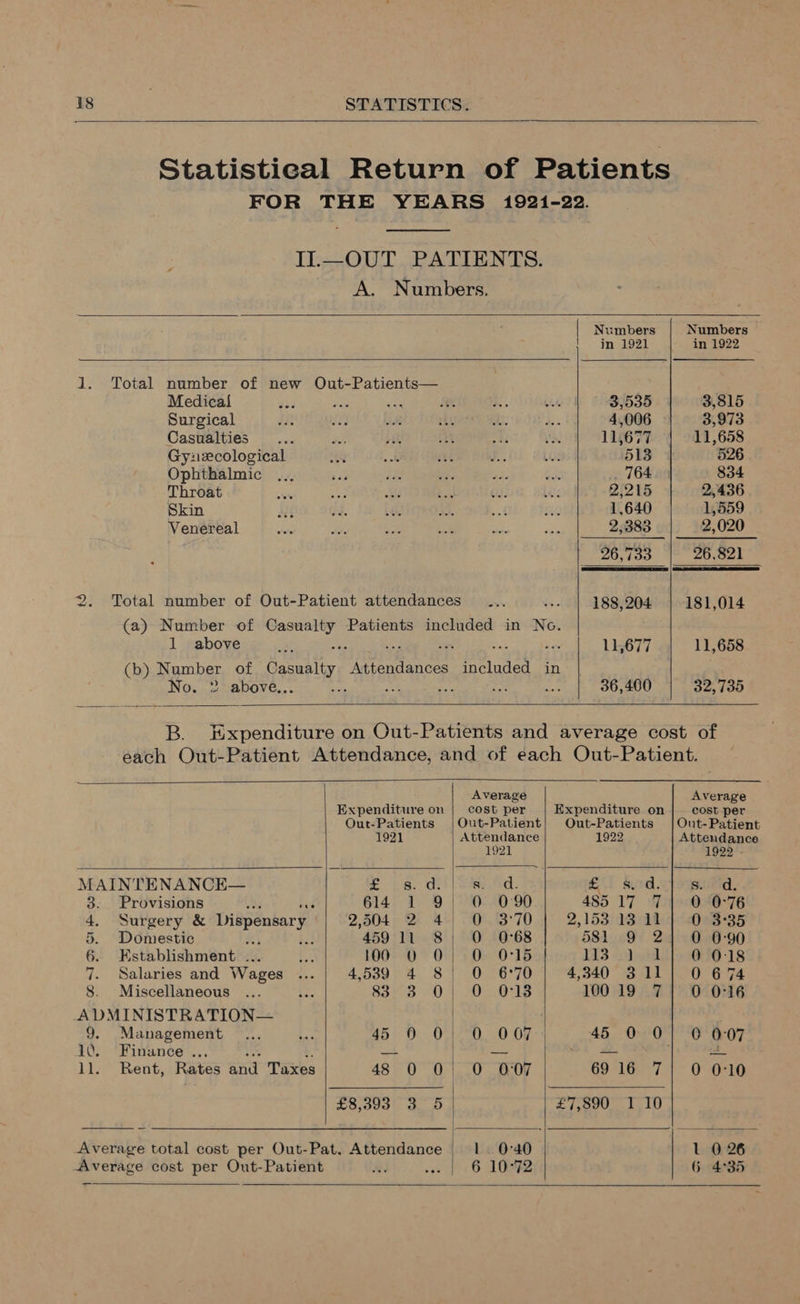 18 STATISTICS.
Statistical Return of Patients
FOR THE YEARS 1921-22.
II.—OUT PATIENTS.
A. Numbers.
Numbers in 1921 Numbers in 1922
1. Total number of new Out-Patients—
Medical ... ... ... ... ... ... 3,535 3,815
Surgical ... ... ... ... ... ... 4,006 3,973
Casualties ... ... ... ... ... ... 11,677 11,658
Gynæcological ... ... ... ... ... 513 526
Ophthalmic ... ... ... ... ... ... 764 834
Throat ... ... ... ... ... ... 2,215 2,436
Skin ... ... ... ... ... ... 1,640 1,559
Venereal ... ... ... ... ... ... 2,383 2,020
26,733 26.821
2. Total number of Out-Patient attendances ... ... 188,204 181,014
(a) Number of Casualty Patients included in No.
1 above ... ... ... ... ... ... 11,677 11,658
(b) Number of Casualty Attendances included in
No. 2 above... ... ... ... ... ... 36,460 32,735
B. Expenditure on Out-Patients and average cost of
each Out-Patient Attendance, and of each Out-Patient.
Expenditure on Out-Patients 1921 Average cost per Out-Patient Attendance 1921 Expenditure on Out-Patients 1922 Average cost per Out-Patient Attendance 1922
MAINTENANCE— £ s. d. s. d. £ s. d. s. d.
3. Provisions ... ... 614 1 9 0 0·90 485 17 7 0 0·76
4. Surgery & Dispensary 2,504 2 4 0 3·70 2,153 13 11 0 3·35
5. Domestic ... ... 459 11 8 0 0·68 581 9 2 0 0·90
6. Establishment ... ... 100 0 0 0 0·15 113 1 1 0 0·18
7. Salaries and Wages ... 4,539 4 8 0 6·70 4,340 3 11 0 6 74
8. Miscellaneous ... ... 83 3 0 0 0·13 100 19 7 0 0·16
ADMINISTRATION—
9. Management ... ... 45 0 0 0 0 07 45 0 0 0 0·07
10. Finance ... ... — — — —
11. Rent, Rates and Taxes 48 0 0 0 0·07 69 16 7 0 0·10
£8,393 3 5 £7,890 1 10
Average total cost per Out-Pat. Attendance 1 0·40 1 0 26
Average cost per Out-Patient ... ... 6 10·72 6 4·35